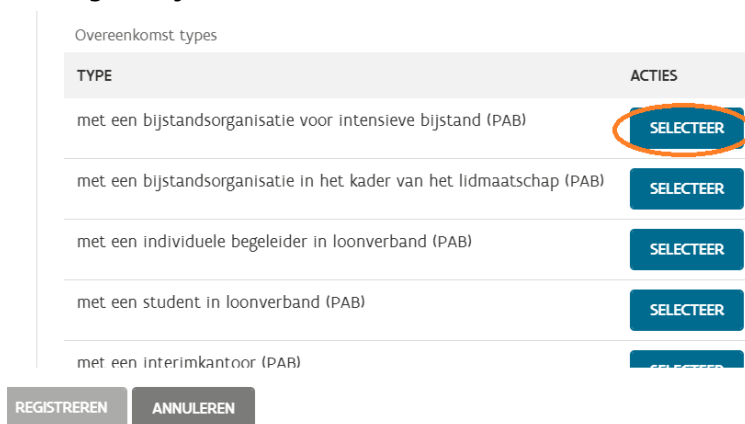 Overeenkomst types
TYPE ACTIES
met een bijstandsorganisatie voor intensieve bijstand (PAB) SELECTEER
met een bijstandsorganisatie in het kader van het lidmaatschap (PAB) SELECTEER
met een individuele begeleider in loonverband (PAB) SELECTEER
met een student in loonverband (PAB) SELECTEER
met een interimkantoor (PAB) SELECTEER
REGISTREREN ANNULEREN